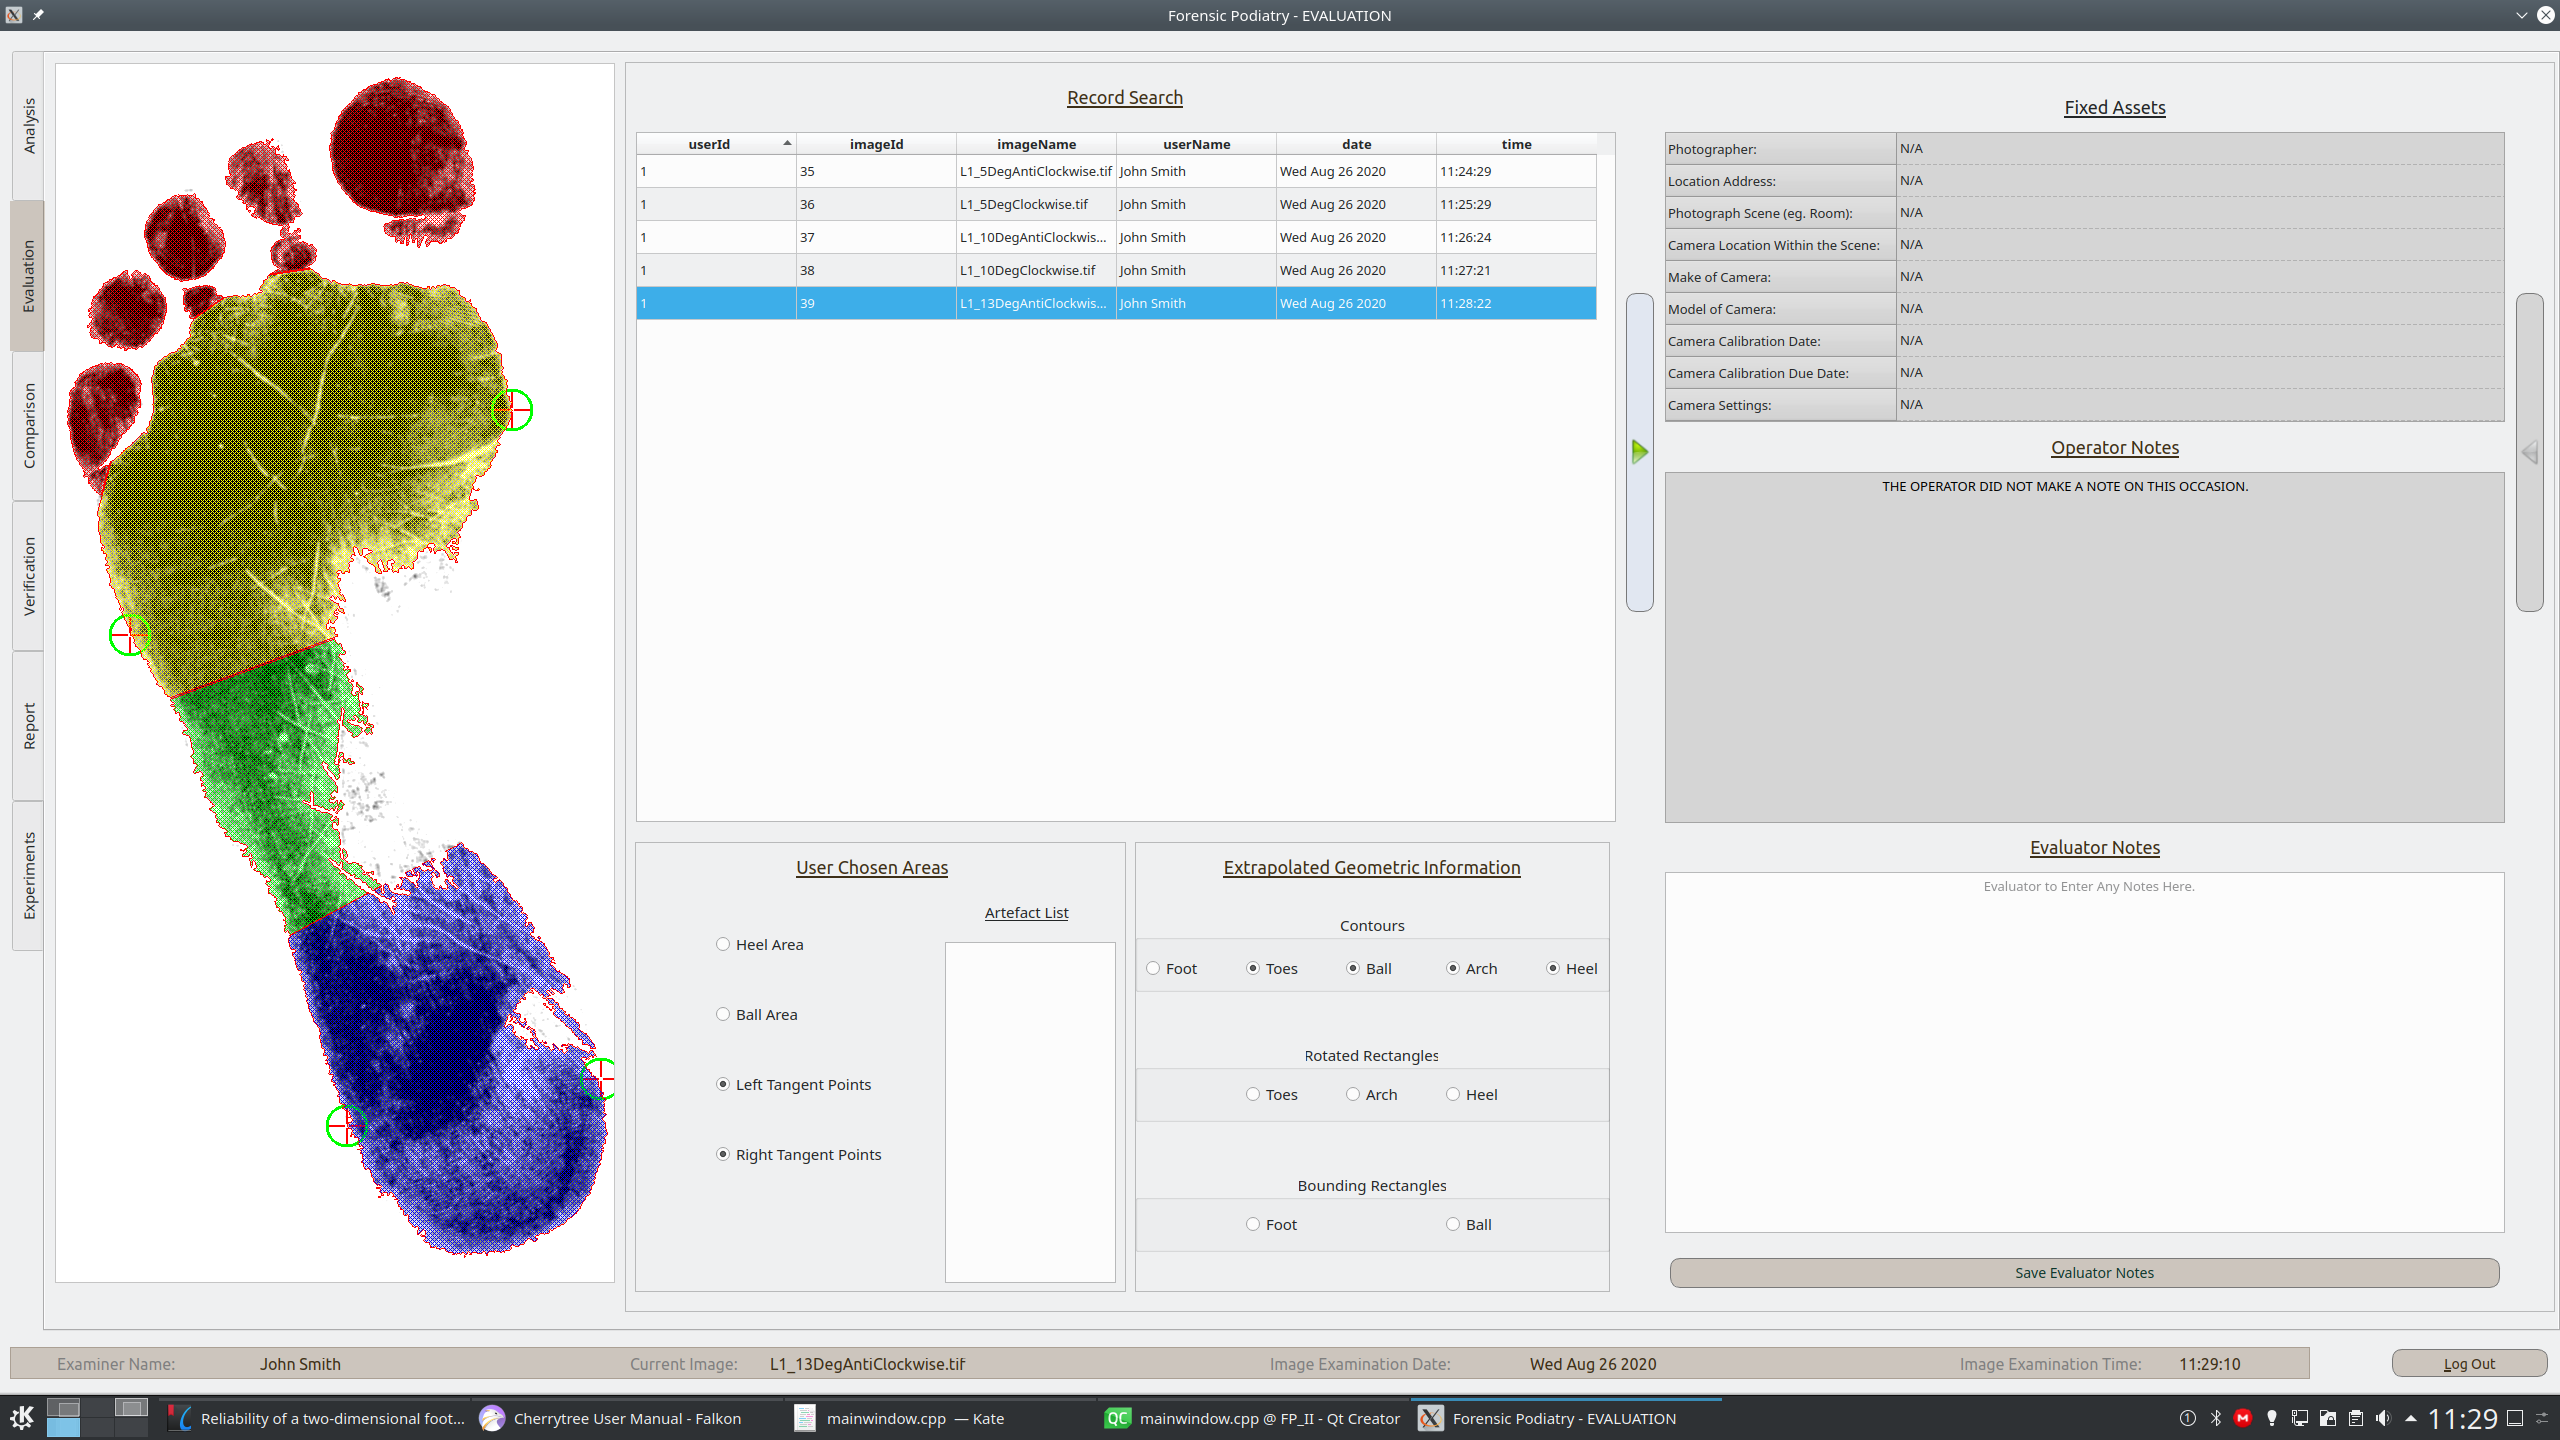 Forensic Podiatry - EVALUATION
Analysis
Evaluation
Comparison
Verification
Report
Experiments
Record Search
userId imageId imageName userName date time
1 35 L1_5DegAntiClockwise.tif John Smith Wed Aug 26 2020 11:24:29
1 36 L1_5DegClockwise.tif John Smith Wed Aug 26 2020 11:25:29
1 37 L1_10DegAntiClockwis... John Smith Wed Aug 26 2020 11:26:24
1 38 L1_10DegClockwise.tif John Smith Wed Aug 26 2020 11:27:21
1 39 L1_13DegAntiClockwis... John Smith Wed Aug 26 2020 11:28:22
User Chosen Areas
Artefact List
Heel Area
Ball Area
Left Tangent Points
Right Tangent Points
Extrapolated Geometric Information
Contours
Foot Toes Ball Arch Heel
Rotated Rectangles
Toes Arch Heel
Bounding Rectangles
Foot Ball
Fixed Assets
Photographer: N/A
Location Address: N/A
Photograph Scene (eg. Room): N/A
Camera Location Within the Scene: N/A
Make of Camera: N/A
Model of Camera: N/A
Camera Calibration Date: N/A
Camera Calibration Due Date: N/A
Camera Settings: N/A
Operator Notes
THE OPERATOR DID NOT MAKE A NOTE ON THIS OCCASION.
Evaluator Notes
Evaluator to Enter Any Notes Here.
Save Evaluator Notes
Examiner Name: John Smith Current Image: L1_13DegAntiClockwise.tif Image Examination Date: Wed Aug 26 2020 Image Examination Time: 11:29:10 Log Out
Reliability of a two-dimensional foot... Cherrytree User Manual - Falkon mainwindow.cpp — Kate QC mainwindow.cpp @ FP_II - Qt Creator Forensic Podiatry - EVALUATION 1 M 11:29